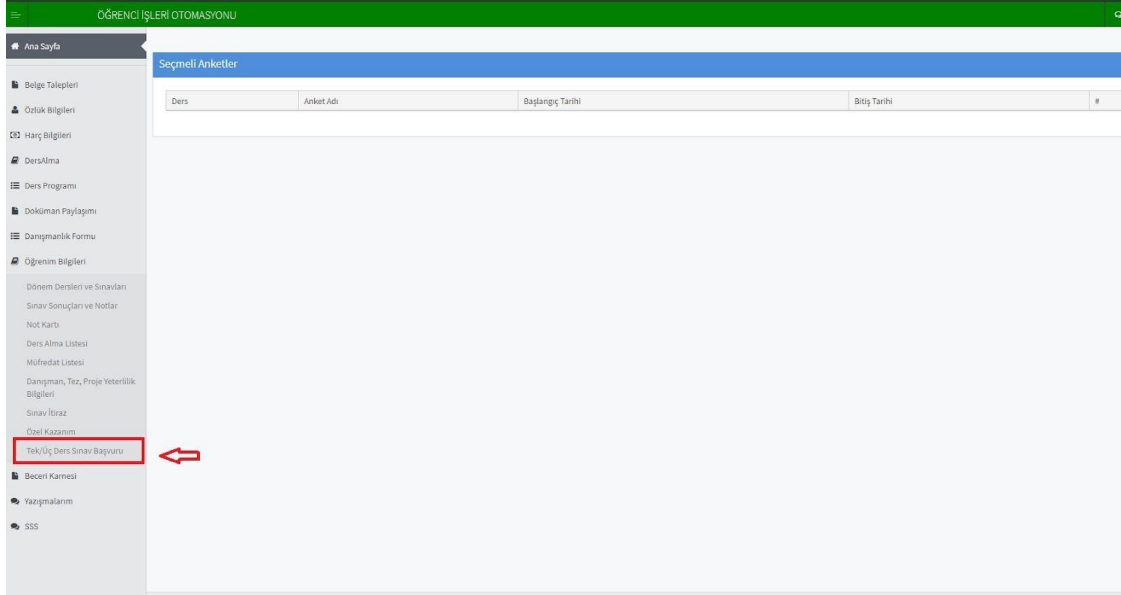 ÖĞRENCİ İŞLERİ OTOMASYONU
Ana Sayfa
Belge Talepleri
Özlük Bilgileri
Harç Bilgileri
DersAlma
Ders Programı
Doküman Paylaşımı
Danışmanlık Formu
Öğrenim Bilgileri
Dönem Dersleri ve Sınavları
Sınav Sonuçları ve Notlar
Not Kartı
Ders Alma Listesi
Müfredat Listesi
Danışman, Tez, Proje Yeterlilik
Bilgileri
Sınav İtiraz
Özel Kazanım
Tek/Üç Ders Sınav Başvuru
Beceri Karnesi
Yazışmalarım
SSS
Seçmeli Anketler
Ders Anket Adı Başlangıç Tarihi Bitiş Tarihi #